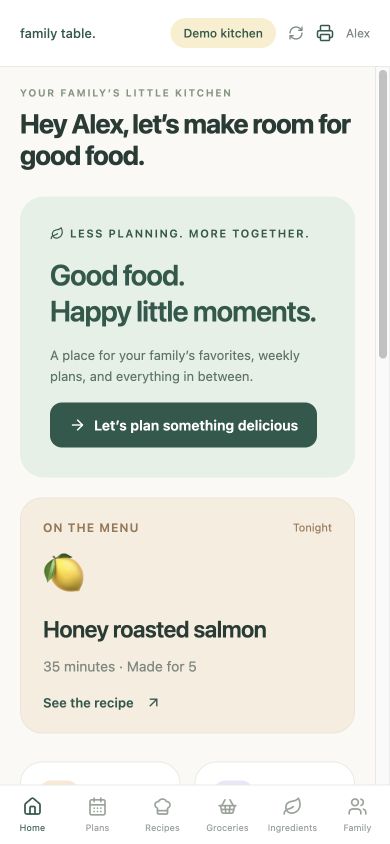 family table.
Demo kitchen
Alex
YOUR FAMILY'S LITTLE KITCHEN
Hey Alex, let's make room for
good food.
LESS PLANNING. MORE TOGETHER.
Good food.
Happy little moments.
A place for your family's favorites, weekly
plans, and everything in between.
Let's plan something delicious
ON THE MENU
Tonight
Honey roasted salmon
35 minutes · Made for 5
See the recipe
Home
Plans
Recipes
Groceries
Ingredients
Family